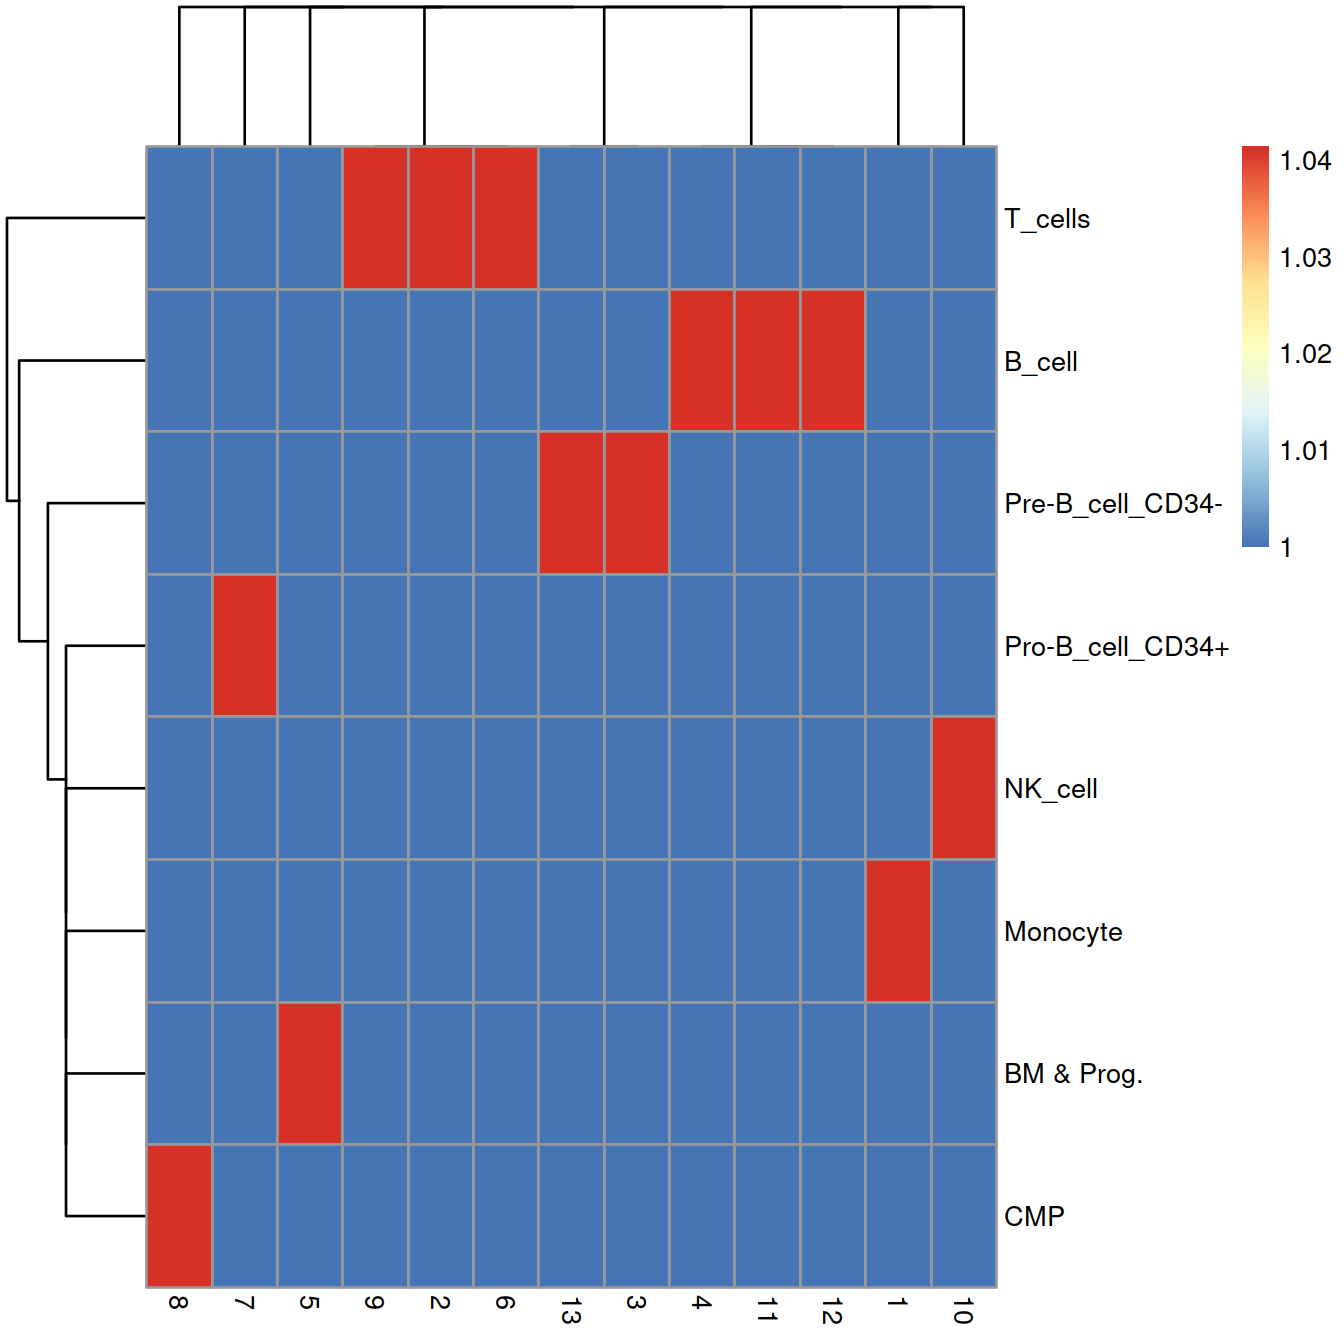 T_cells
B_cell
Pre-B_cell_CD34-
Pro-B_cell_CD34+
NK_cell
Monocyte
BM & Prog.
CMP
1.04
1.03
1.02
1.01
1
8 7 5 9 2 6 13 3 4 11 12 1 10